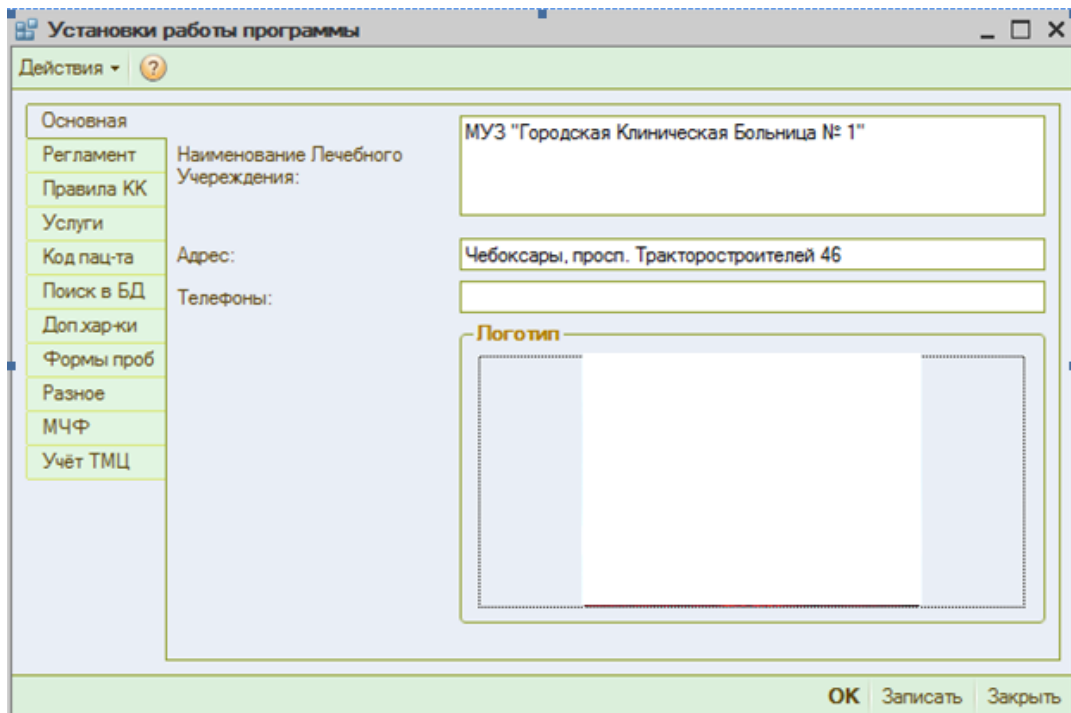 Установки работы программы
Действия
Основная
Регламент
Правила КК
Услуги
Код пац-та
Поиск в БД
Доп.хар-ки
Формы проб
Разное
МЧФ
Учёт ТМЦ
Наименование Лечебного
Учереждения:
МУЗ "Городская Клиническая Больница № 1"
Адрес:
Чебоксары, просп. Тракторостроителей 46
Телефоны:
Логотип
OK Записать Закрыть